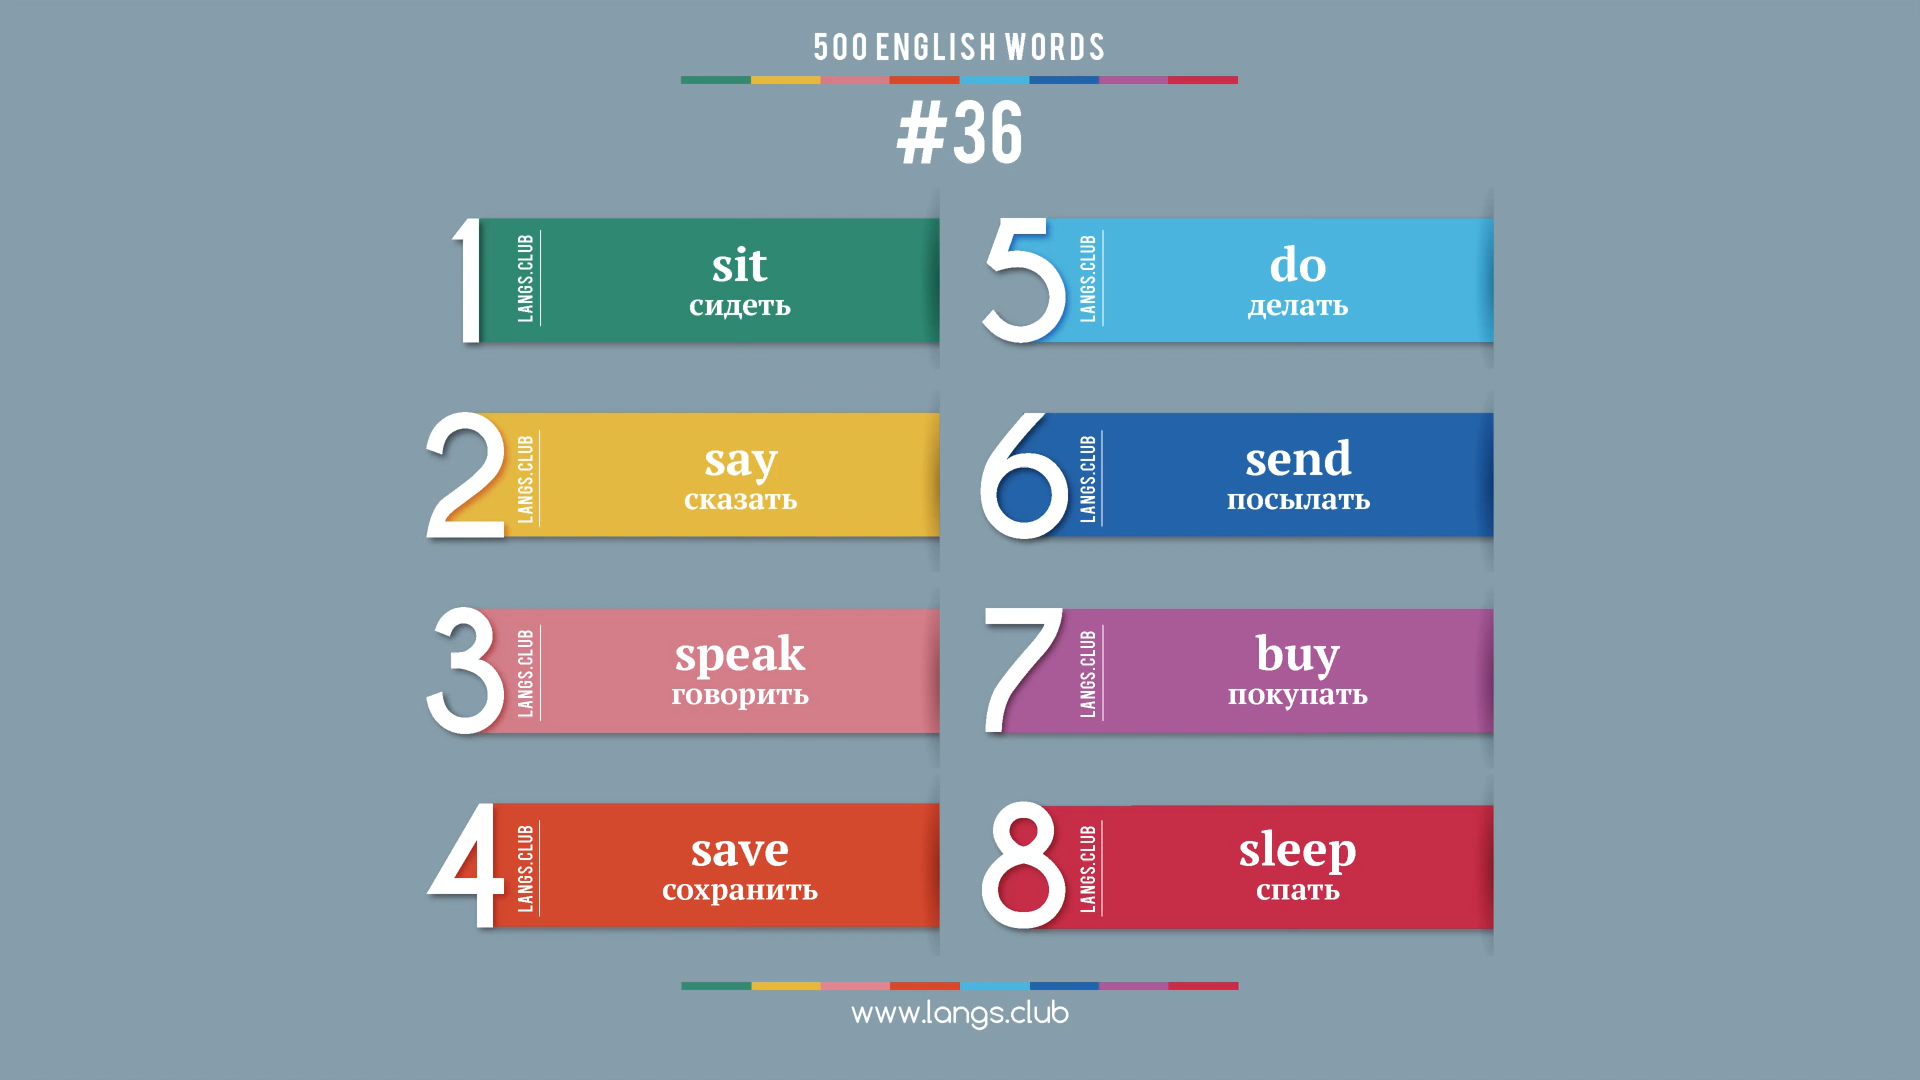 500 ENGLISH WORDS
#36
1
LANGS.CLUB
sit
сидеть
2
LANGS.CLUB
say
сказать
3
LANGS.CLUB
speak
говорить
4
LANGS.CLUB
save
сохранить
5
LANGS.CLUB
do
делать
6
LANGS.CLUB
send
посылать
7
LANGS.CLUB
buy
покупать
8
LANGS.CLUB
sleep
спать
www.langs.club